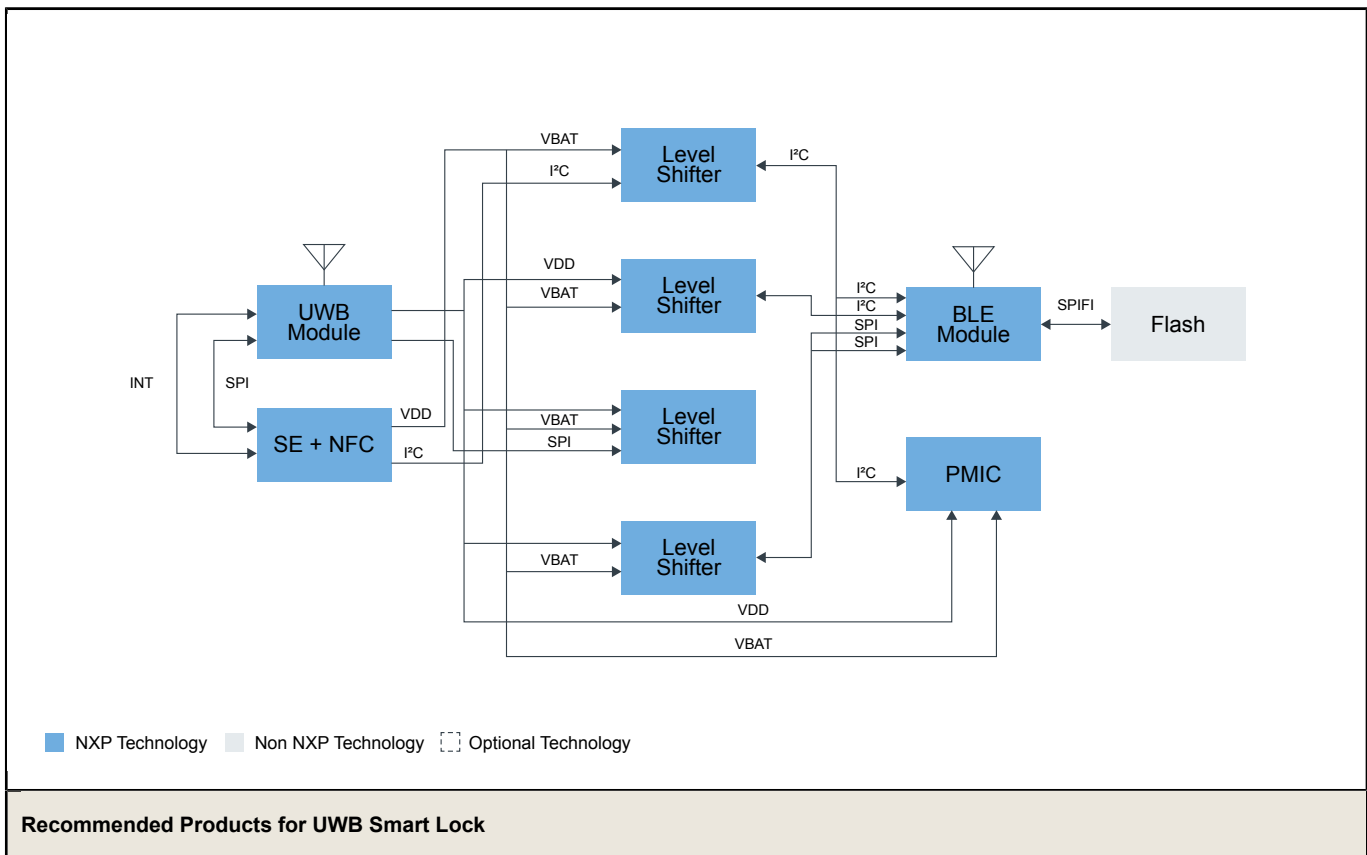 VBAT
Level
Shifter
I²C
I²C
VDD
Level
Shifter
VBAT
UWB
Module
I²C
I²C
SPI
SPI
BLE
Module
SPIFI
Flash
INT
SPI
VDD
SE + NFC
I²C
VBAT
SPI
Level
Shifter
I²C
PMIC
VBAT
Level
Shifter
VDD
VBAT
NXP Technology
Non NXP Technology
Optional Technology
Recommended Products for UWB Smart Lock